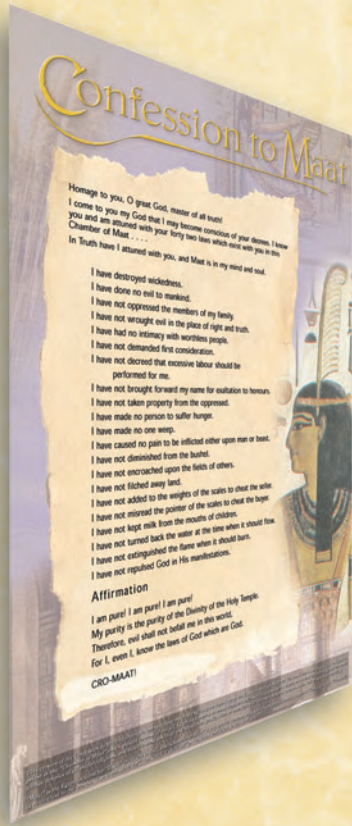 Confession to Maat
Homage to you, O great God, master of all truth!
I come to you my God that I may become conscious of your decrees. I know
you and am attuned with your forty two laws which exist with you in this
Chamber of Maat . . . .
In Truth have I attuned with you, and Maat is in my mind and soul.
I have destroyed wickedness.
I have done no evil to mankind.
I have not oppressed the members of my family.
I have not wrought evil in the place of right and truth.
I have had no intimacy with worthless people.
I have not demanded first consideration.
I have not decreed that excessive labour should be
performed for me.
I have not brought forward my name for exaltation to honours.
I have not taken property from the oppressed.
I have made no person to suffer hunger.
I have made no one weep.
I have caused no pain to be inflicted either upon man or beast.
I have not diminished from the bushel.
I have not encroached upon the fields of others.
I have not filched away land.
I have not added to the weights of the scales to cheat the seller.
I have not misread the pointer of the scales to cheat the buyer.
I have not kept milk from the mouths of children.
I have not turned back the water at the time when it should flow.
I have not extinguished the flame when it should burn.
I have not repulsed God in His manifestations.
Affirmation
I am pure! I am pure! I am pure!
My purity is the purity of the Divinity of the Holy Temple.
Therefore, evil shall not befall me in this world,
For I, even I, know the laws of God which are God.
CRO-MAAT!